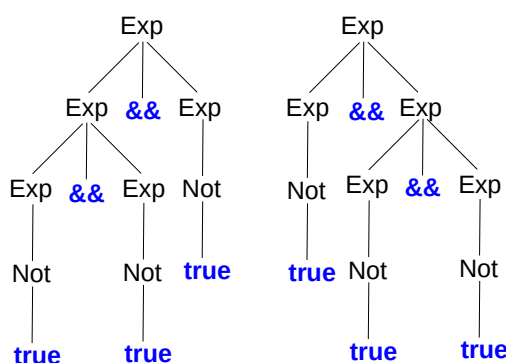 Exp Exp
Exp && Exp Exp && Exp
Exp && Exp Not Not Exp && Exp
Not Not true true Not Not
true true true true